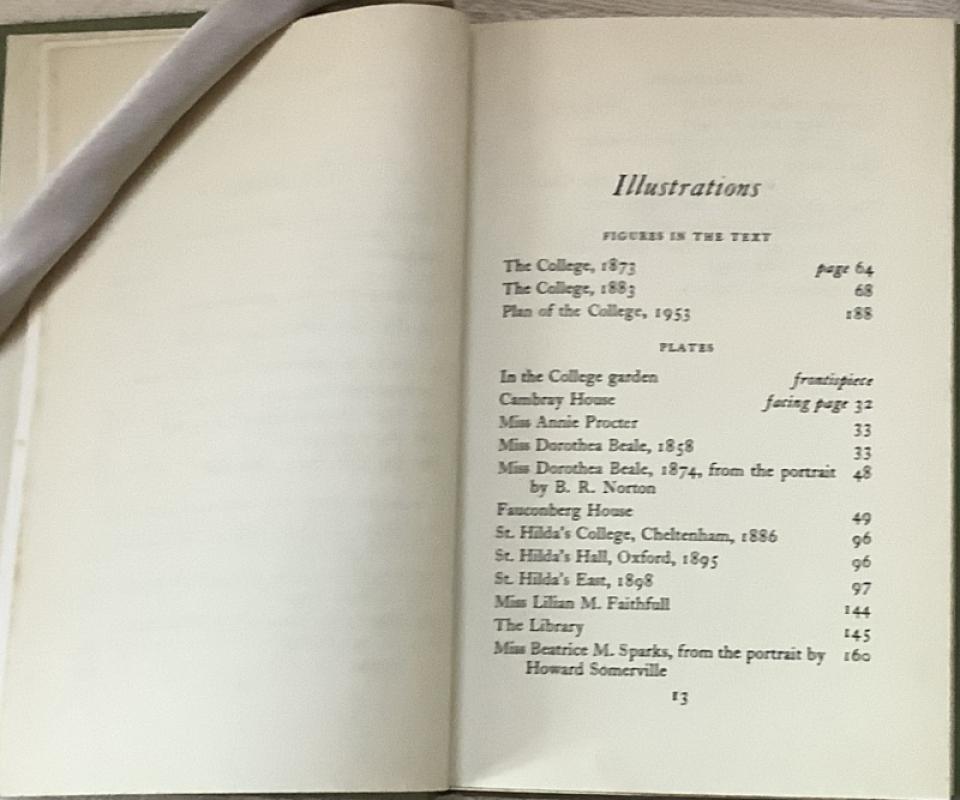 Illustrations
FIGURES IN THE TEXT
The College, 1873 page 64
The College, 1883 68
Plan of the College, 1953 188
PLATES
In the College garden frontispiece
Cambray House facing page 32
Miss Annie Procter 33
Miss Dorothea Beale, 1858 33
Miss Dorothea Beale, 1874, from the portrait 48
by B. R. Norton
Fauconberg House 49
St. Hilda's College, Cheltenham, 1886 96
St. Hilda's Hall, Oxford, 1895 96
St. Hilda's East, 1898 97
Miss Lilian M. Faithfull 144
The Library 145
Miss Beatrice M. Sparks, from the portrait by 160
Howard Somerville
13